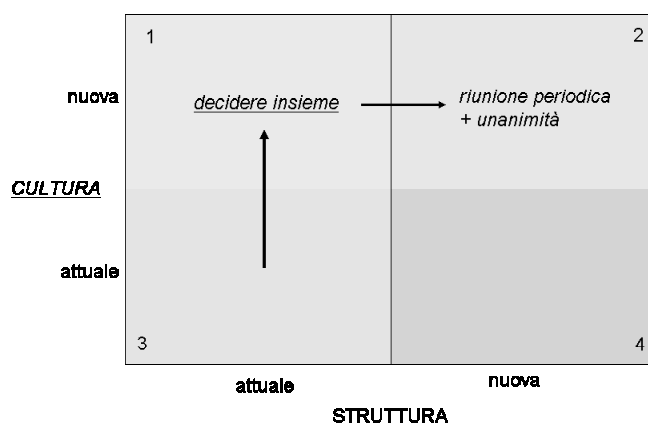 1
2
nuova
decidere insieme
riunione periodica
+ unanimità
CULTURA
attuale
3
4
attuale
nuova
STRUTTURA